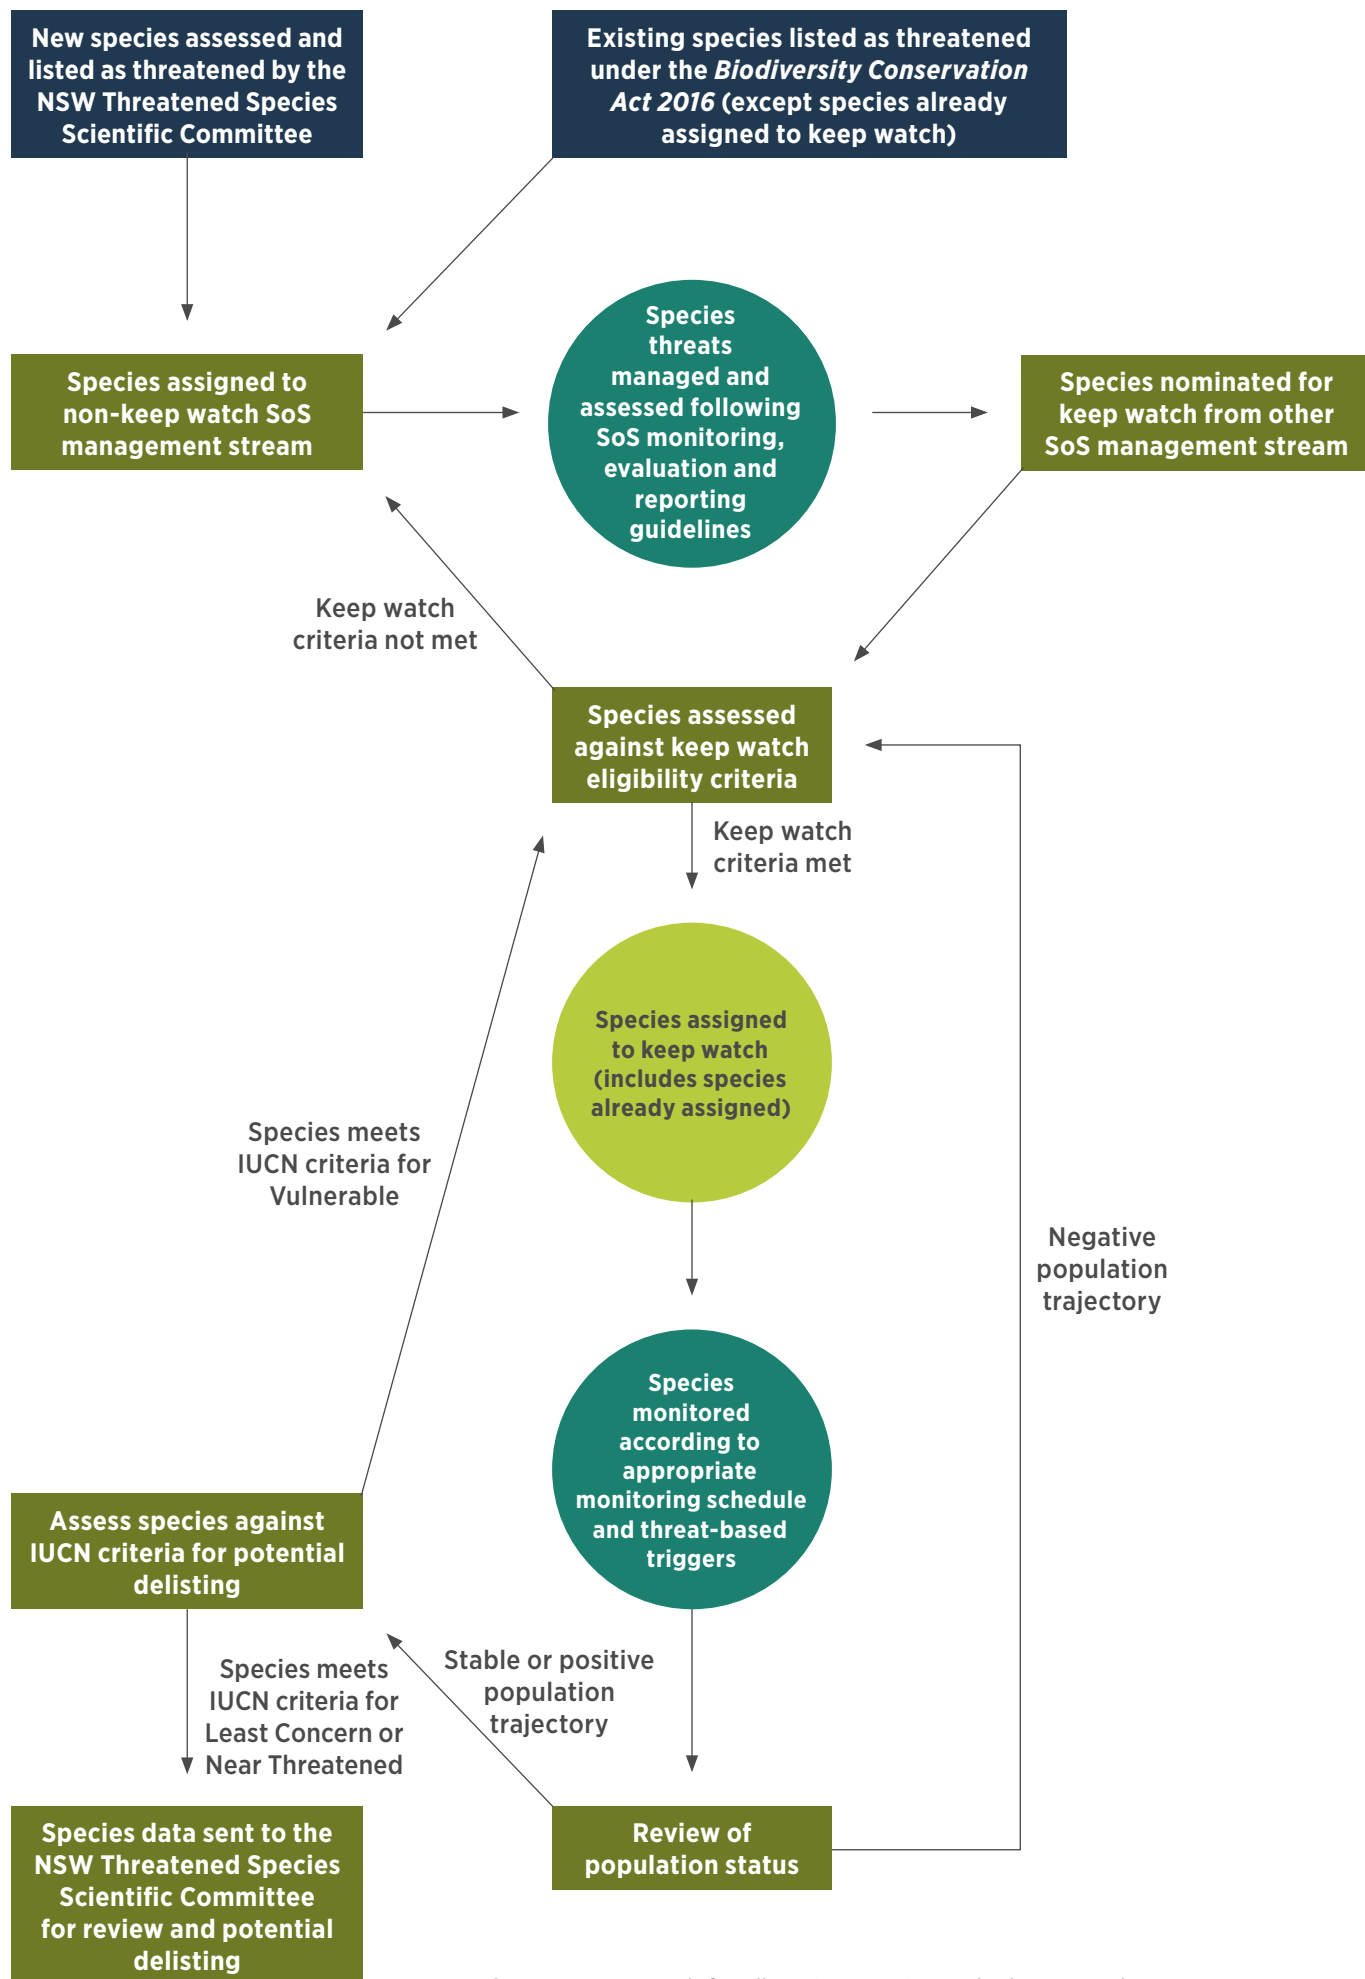 New species assessed and
listed as threatened by the
NSW Threatened Species
Scientific Committee
Existing species listed as threatened
under the Biodiversity Conservation
Act 2016 (except species already
assigned to keep watch)
Species assigned to
non-keep watch SoS
management stream
Species
threats
managed and
assessed following
SoS monitoring,
evaluation and
reporting
guidelines
Species nominated for
keep watch from other
SoS management stream
Keep watch
criteria not met
Species assessed
against keep watch
eligibility criteria
Keep watch
criteria met
Species assigned
to keep watch
(includes species
already assigned)
Species meets
IUCN criteria for
Vulnerable
Negative
population
trajectory
Species
monitored
according to
appropriate
monitoring schedule
and threat-based
triggers
Assess species against
IUCN criteria for potential
delisting
Species meets
IUCN criteria for
Least Concern or
Near Threatened
Stable or positive
population
trajectory
Review of
population status
Species data sent to the
NSW Threatened Species
Scientific Committee
for review and potential
delisting